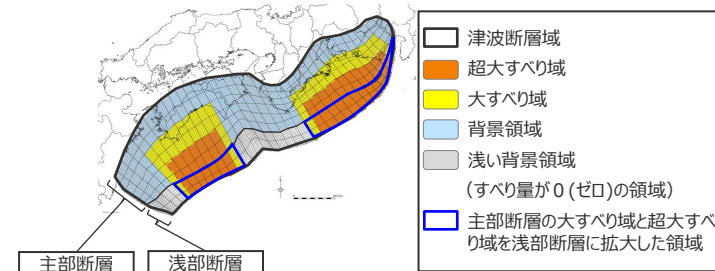 津波断層域
超大すべり域
大すべり域
背景領域
浅い背景領域
(すべり量が0(ゼロ)の領域)
主部断層の大すべり域と超大すべ
り域を浅部断層に拡大した領域
主部断層
浅部断層